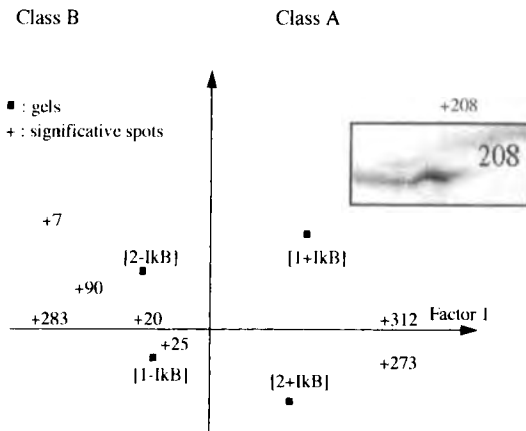 Class B Class A
■ : gels
+ : significative spots
+208
208
+7
[2-IkB]
[1+IkB]
+90
+283 +20 +312 Factor 1
+25
+273
[1-IkB]
[2+IkB]